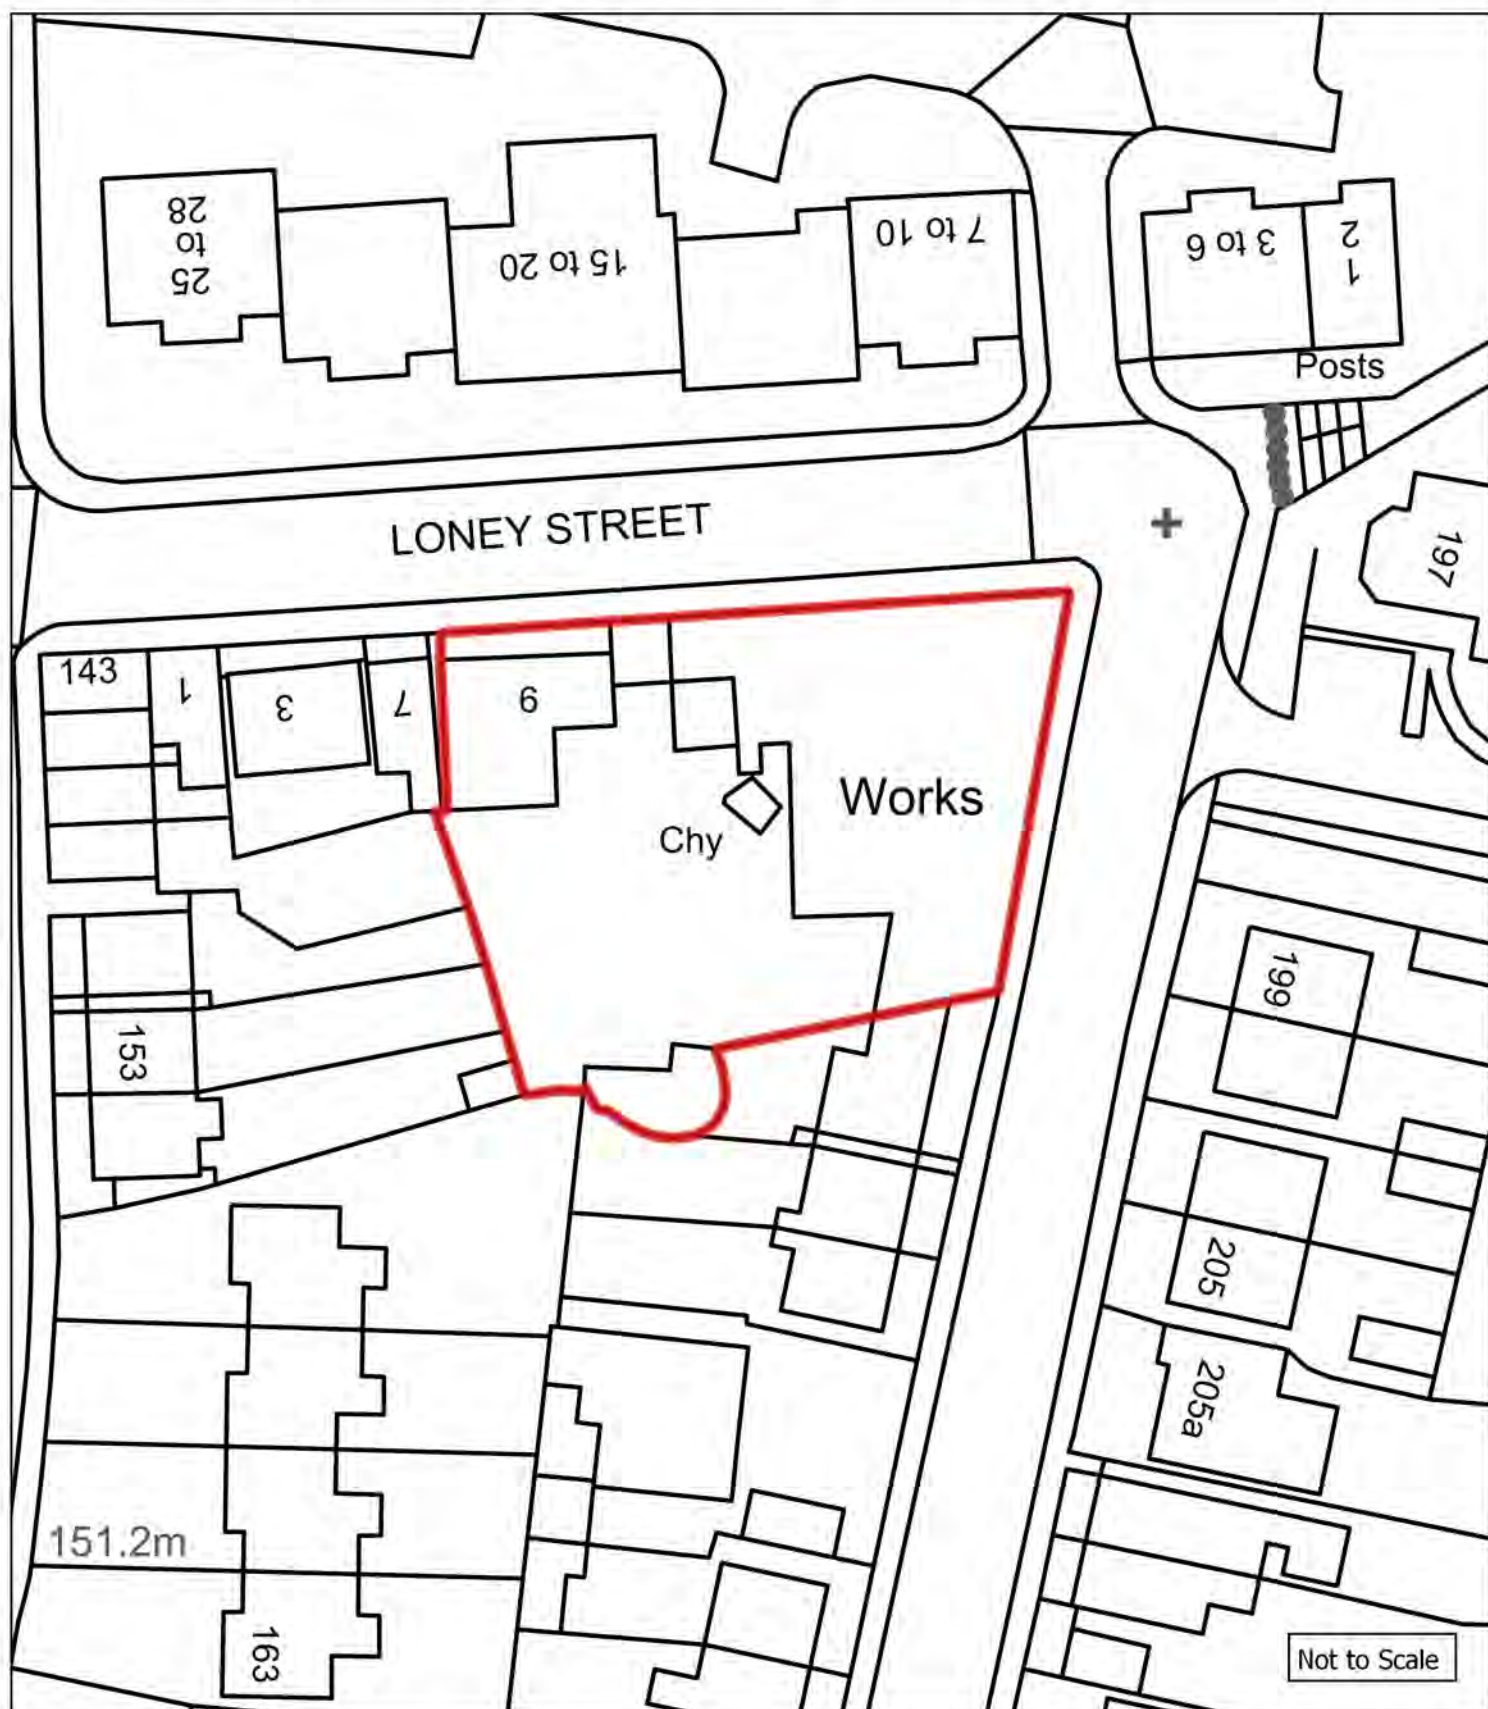 25
to
28
15 to 20
7 to 10
3 to 6
1
2
Posts
LONEY STREET
197
143
1
3
7
9
Works
Chy
199
153
205
205a
151.2m
163
Not to Scale